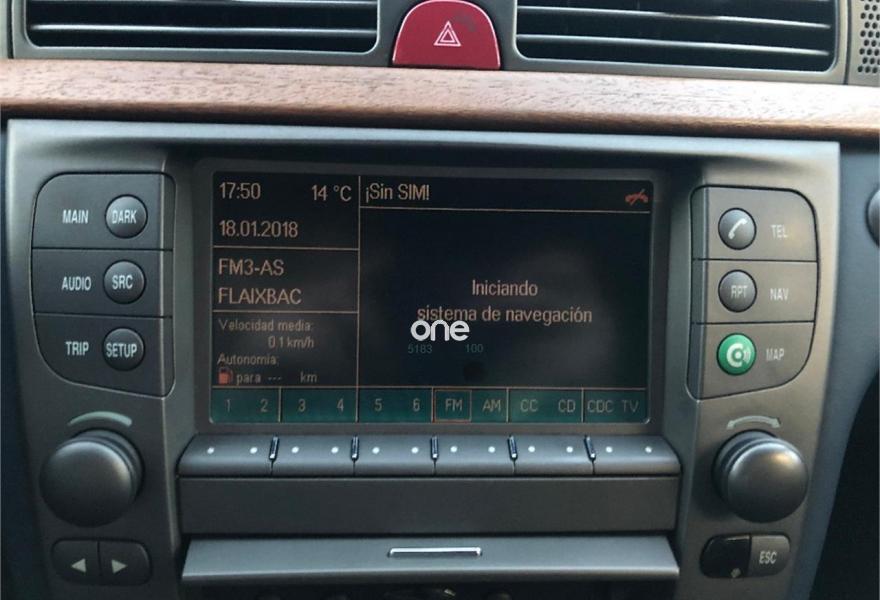 17:50 14 °C
18.01.2018
FM3-AS
FLAIXBAC
Velocidad media:
0.1 km/h
Autonomía:
para --- km
¡Sin SIM!
Iniciando
sistema de navegación
one
5183 100
1 2 3 4 5 6 FM AM CC CD CDC TV
MAIN DARK
AUDIO SRC
TRIP SETUP
TEL
RPT NAV
MAP
ESC